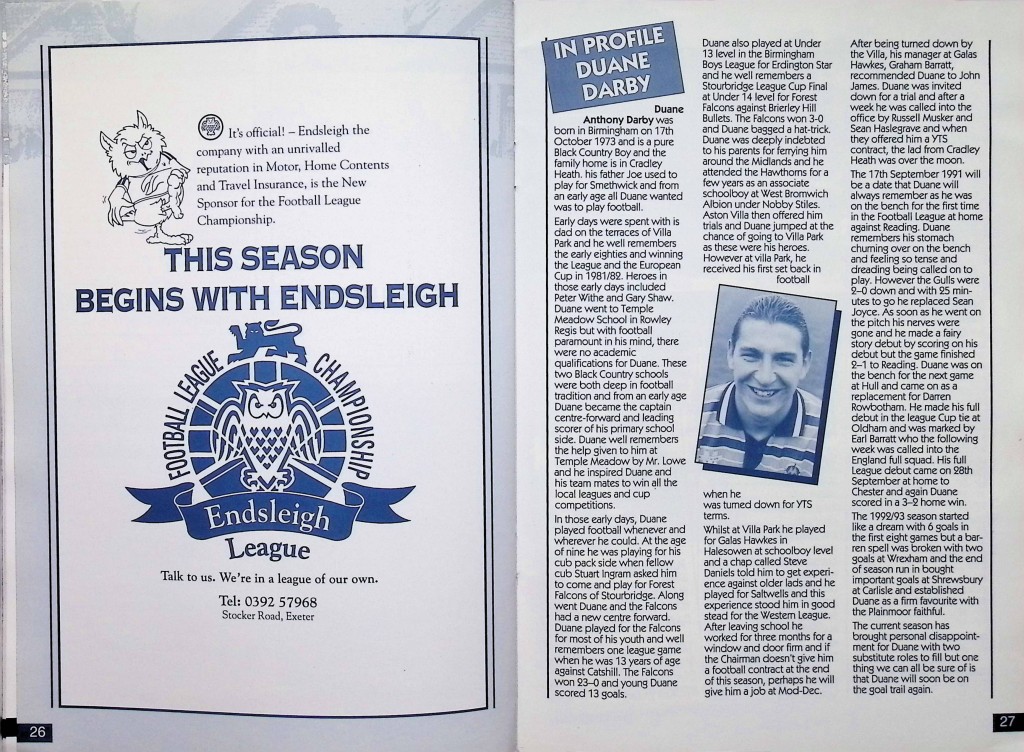 It's official! – Endsleigh the
company with an unrivalled
reputation in Motor, Home Contents
and Travel Insurance, is the New
Sponsor for the Football League
Championship.
THIS SEASON
BEGINS WITH ENDSLEIGH
FOOTBALL LEAGUE CHAMPIONSHIP
Endsleigh
League
Talk to us. We're in a league of our own.
Tel: 0392 57968
Stocker Road, Exeter
26
IN PROFILE
DUANE
DARBY
Duane
Anthony Darby was
born in Birmingham on 17th
October 1973 and is a pure
Black Country Boy and the
family home is in Cradley
Heath. his father Joe used to
play for Smethwick and from
an early age all Duane wanted
was to play football.
Early days were spent with is
dad on the terraces of Villa
Park and he well remembers
the early eighties and winning
the League and the European
Cup in 1981/82. Heroes in
those early days included
Peter Withe and Gary Shaw.
Duane went to Temple
Meadow School in Rowley
Regis but with football
paramount in his mind, there
were no academic
qualifications for Duane. These
two Black Country schools
were both deep in football
tradition and from an early age
Duane became the captain
centre-forward and leading
scorer of his primary school
side. Duane well remembers
the help given to him at
Temple Meadow by Mr. Lowe
and he inspired Duane and
his team mates to win all the
local leagues and cup
competitions.
In those early days, Duane
played football whenever and
wherever he could. At the age
of nine he was playing for his
cub pack side when fellow
cub Stuart Ingram asked him
to come and play for Forest
Falcons of Stourbridge. Along
went Duane and the Falcons
had a new centre forward.
Duane played for the Falcons
for most of his youth and well
remembers one league game
when he was 13 years of age
against Catshill. The Falcons
won 23–0 and young Duane
scored 13 goals.
Duane also played at Under
13 level in the Birmingham
Boys League for Erdington Star
and he well remembers a
Stourbridge League Cup Final
at Under 14 level for Forest
Falcons against Brierley Hill
Bullets. The Falcons won 3-0
and Duane bagged a hat-trick.
Duane was deeply indebted
to his parents for ferrying him
around the Midlands and he
attended the Hawthorns for a
few years as an associate
schoolboy at West Bromwich
Albion under Nobby Stiles.
Aston Villa then offered him
trials and Duane jumped at the
chance of going to Villa Park
as these were his heroes.
However at villa Park, he
received his first set back in
football
when he
was turned down for YTS
terms.
Whilst at Villa Park he played
for Galas Hawkes in
Halesowen at schoolboy level
and a chap called Steve
Daniels told him to get experi-
ence against older lads and he
played for Saltwells and this
experience stood him in good
stead for the Western League.
After leaving school he
worked for three months for a
window and door firm and if
the Chairman doesn't give him
a football contract at the end
of this season, perhaps he will
give him a job at Mod-Dec.
After being turned down by
the Villa, his manager at Galas
Hawkes, Graham Barratt,
recommended Duane to John
James. Duane was invited
down for a trial and after a
week he was called into the
office by Russell Musker and
Sean Haslegrave and when
they offered him a YTS
contract, the lad from Cradley
Heath was over the moon.
The 17th September 1991 will
be a date that Duane will
always remember as he was
on the bench for the first time
in the Football League at home
against Reading. Duane
remembers his stomach
churning over on the bench
and feeling so tense and
dreading being called on to
play. However the Gulls were
2–0 down and with 25 min-
utes to go he replaced Sean
Joyce. As soon as he went on
the pitch his nerves were
gone and he made a fairy
story debut by scoring on his
debut but the game finished
2–1 to Reading. Duane was on
the bench for the next game
at Hull and came on as a
replacement for Darren
Rowbotham. He made his full
debut in the league Cup tie at
Oldham and was marked by
Earl Barratt who the following
week was called into the
England full squad. His full
League debut came on 28th
September at home to
Chester and again Duane
scored in a 3–2 home win.
The 1992/93 season started
like a dream with 6 goals in
the first eight games but a bar-
ren spell was broken with two
goals at Wrexham and the end
of season run in bought
important goals at Shrewsbury
at Carlisle and established
Duane as a firm favourite with
the Plainmoor faithful.
The current season has
brought personal disappoint-
ment for Duane with two
substitute roles to fill but one
thing we can all be sure of is
that Duane will soon be on
the goal trail again.
27